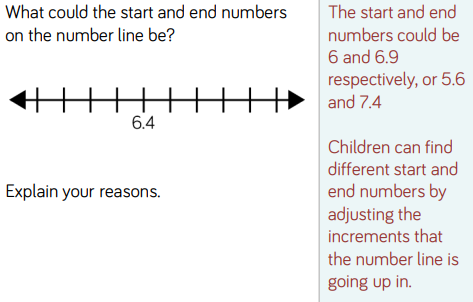 What could the start and end numbers
on the number line be?
6.4
Explain your reasons.
The start and end
numbers could be
6 and 6.9
respectively, or 5.6
and 7.4
Children can find
different start and
end numbers by
adjusting the
increments that
the number line is
going up in.